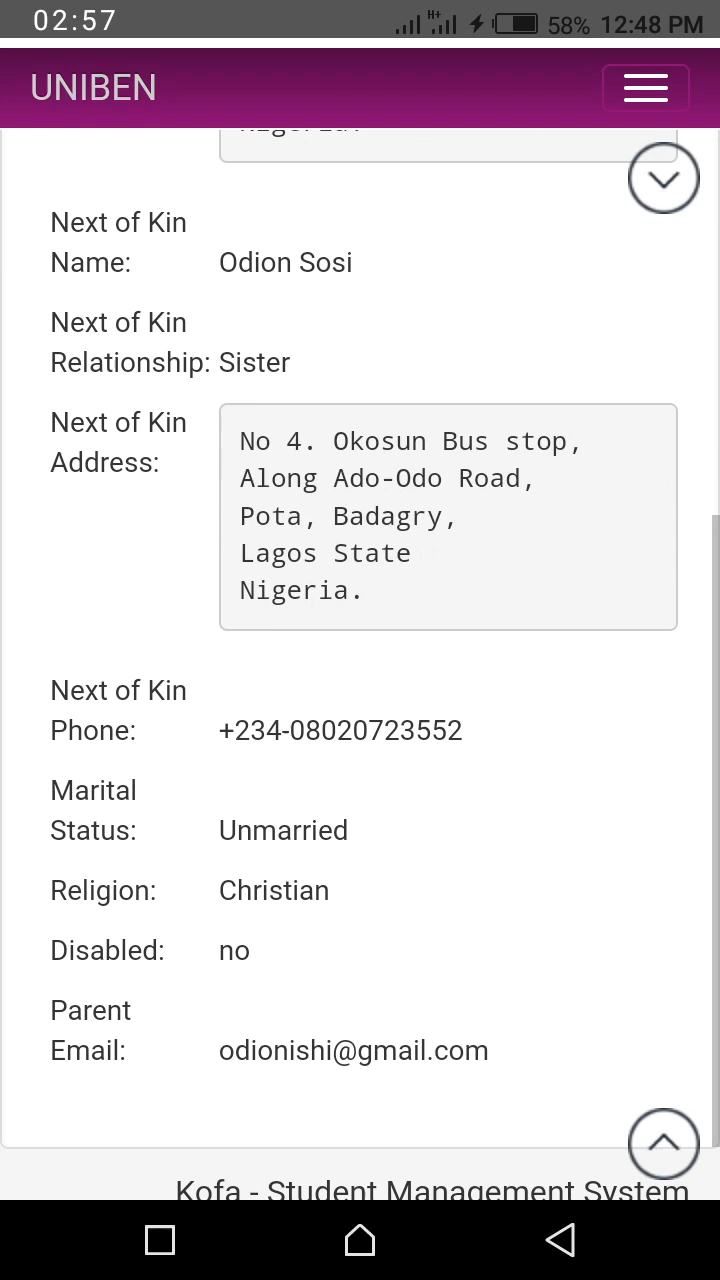 02:57
H+
58% 12:48 PM
UNIBEN
Next of Kin
Name: Odion Sosi
Next of Kin
Relationship: Sister
Next of Kin
Address:
No 4. Okosun Bus stop,
Along Ado-Odo Road,
Pota, Badagry,
Lagos State
Nigeria.
Next of Kin
Phone: +234-08020723552
Marital
Status: Unmarried
Religion: Christian
Disabled: no
Parent
Email: odionishi@gmail.com
Kofa - Student Management System